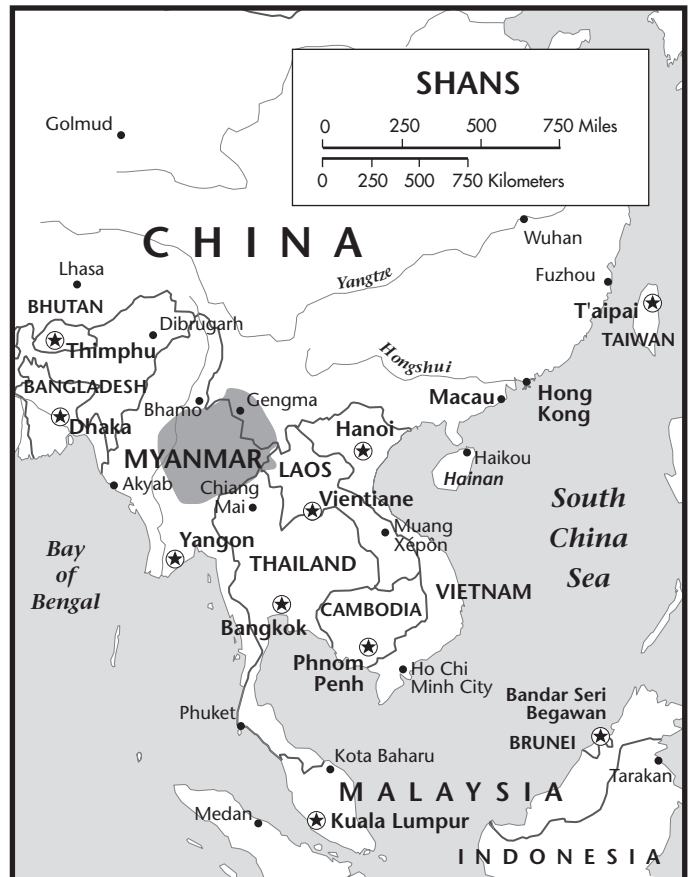 SHANS
0 250 500 750 Miles
0 250 500 750 Kilometers
Golmud
CHINA
Wuhan
Yangtze
Lhasa
Fuzhou
BHUTAN
T'aipai
Dibrugarh
TAIWAN
Thimphu
Hongshui
BANGLADESH
Gengma
Macau
Hong
Kong
Bhamo
Dhaka
Hanoi
MYANMAR
LAOS
Haikou
Hainan
Akyab
Chiang
Mai
Vientiane
South
China
Sea
Muang
Xépôn
Yangon
Bay
of
Bengal
THAILAND
VIETNAM
CAMBODIA
Bangkok
Phnom
Penh
Ho Chi
Minh City
Bandar Seri
Begawan
Phuket
BRUNEI
Kota Baharu
Tarakan
MALAYSIA
Medan
Kuala Lumpur
INDONESIA